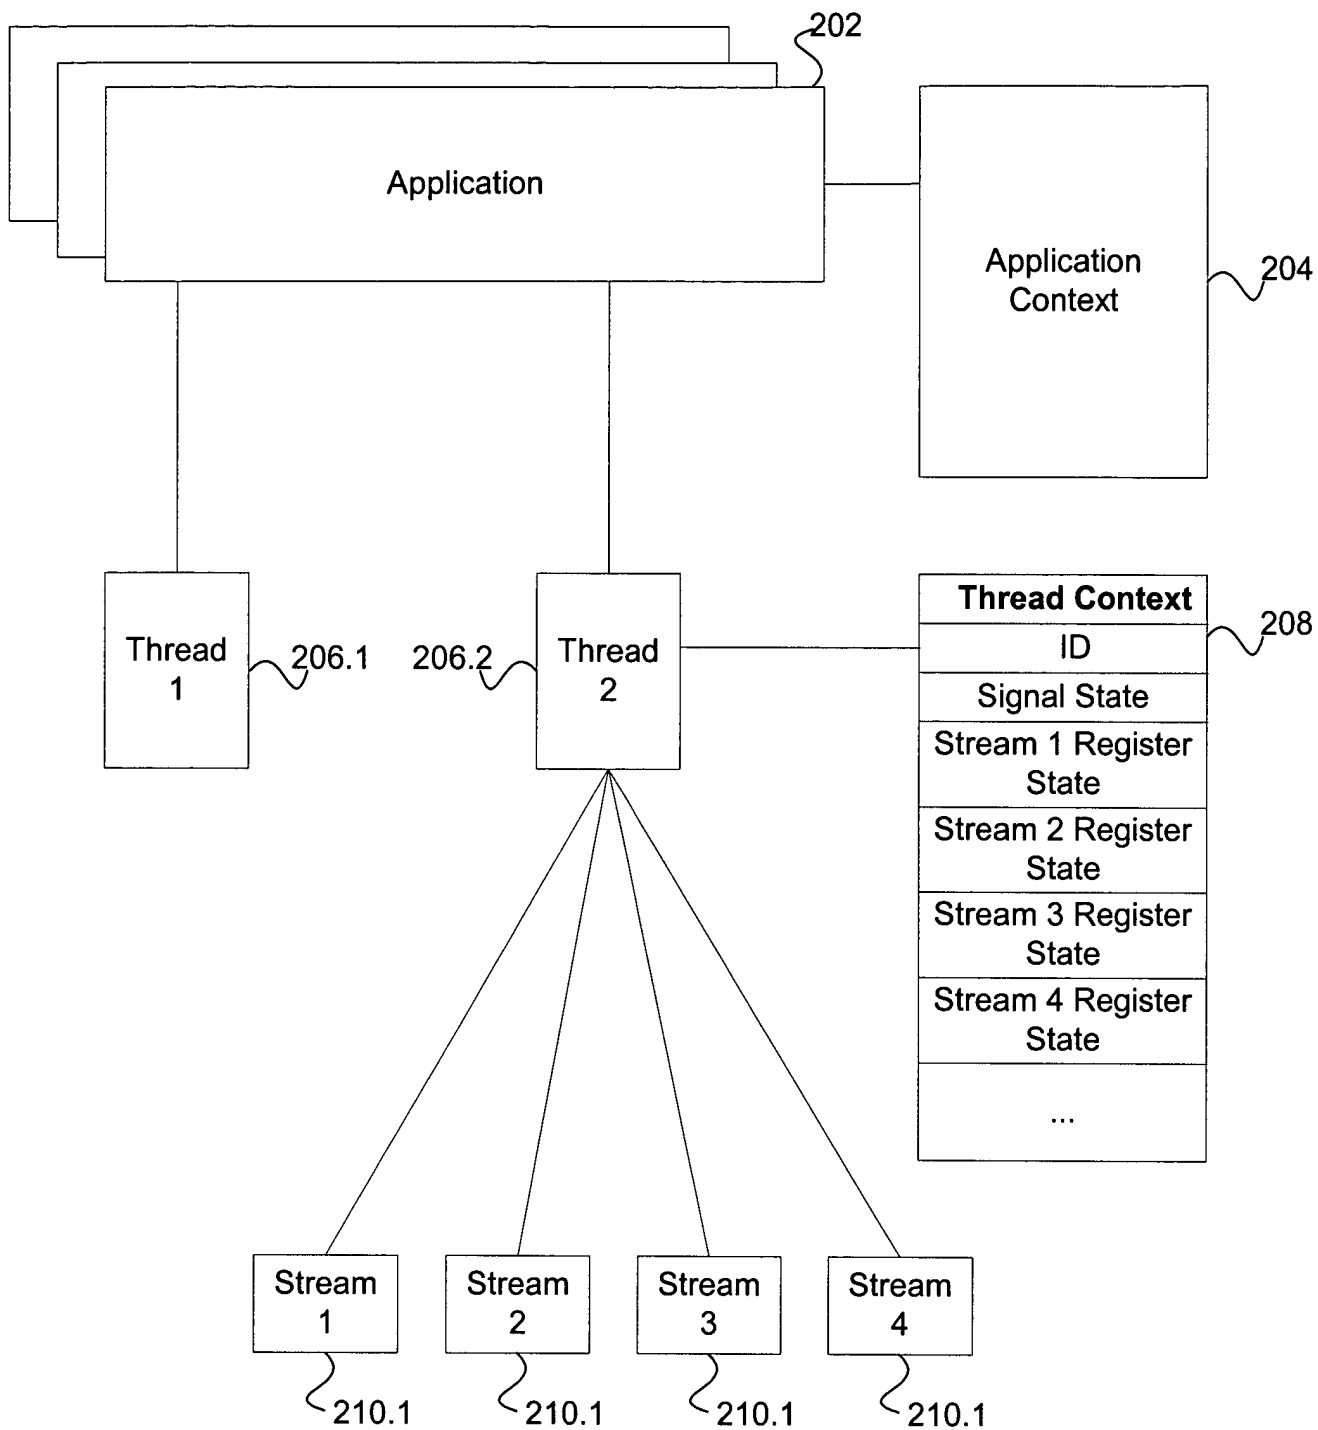 202
Application
Application
Context
204
Thread
1
206.1
206.2
Thread
2
Thread Context
208
ID
Signal State
Stream 1 Register
State
Stream 2 Register
State
Stream 3 Register
State
Stream 4 Register
State
...
Stream
1
Stream
2
Stream
3
Stream
4
210.1
210.1
210.1
210.1